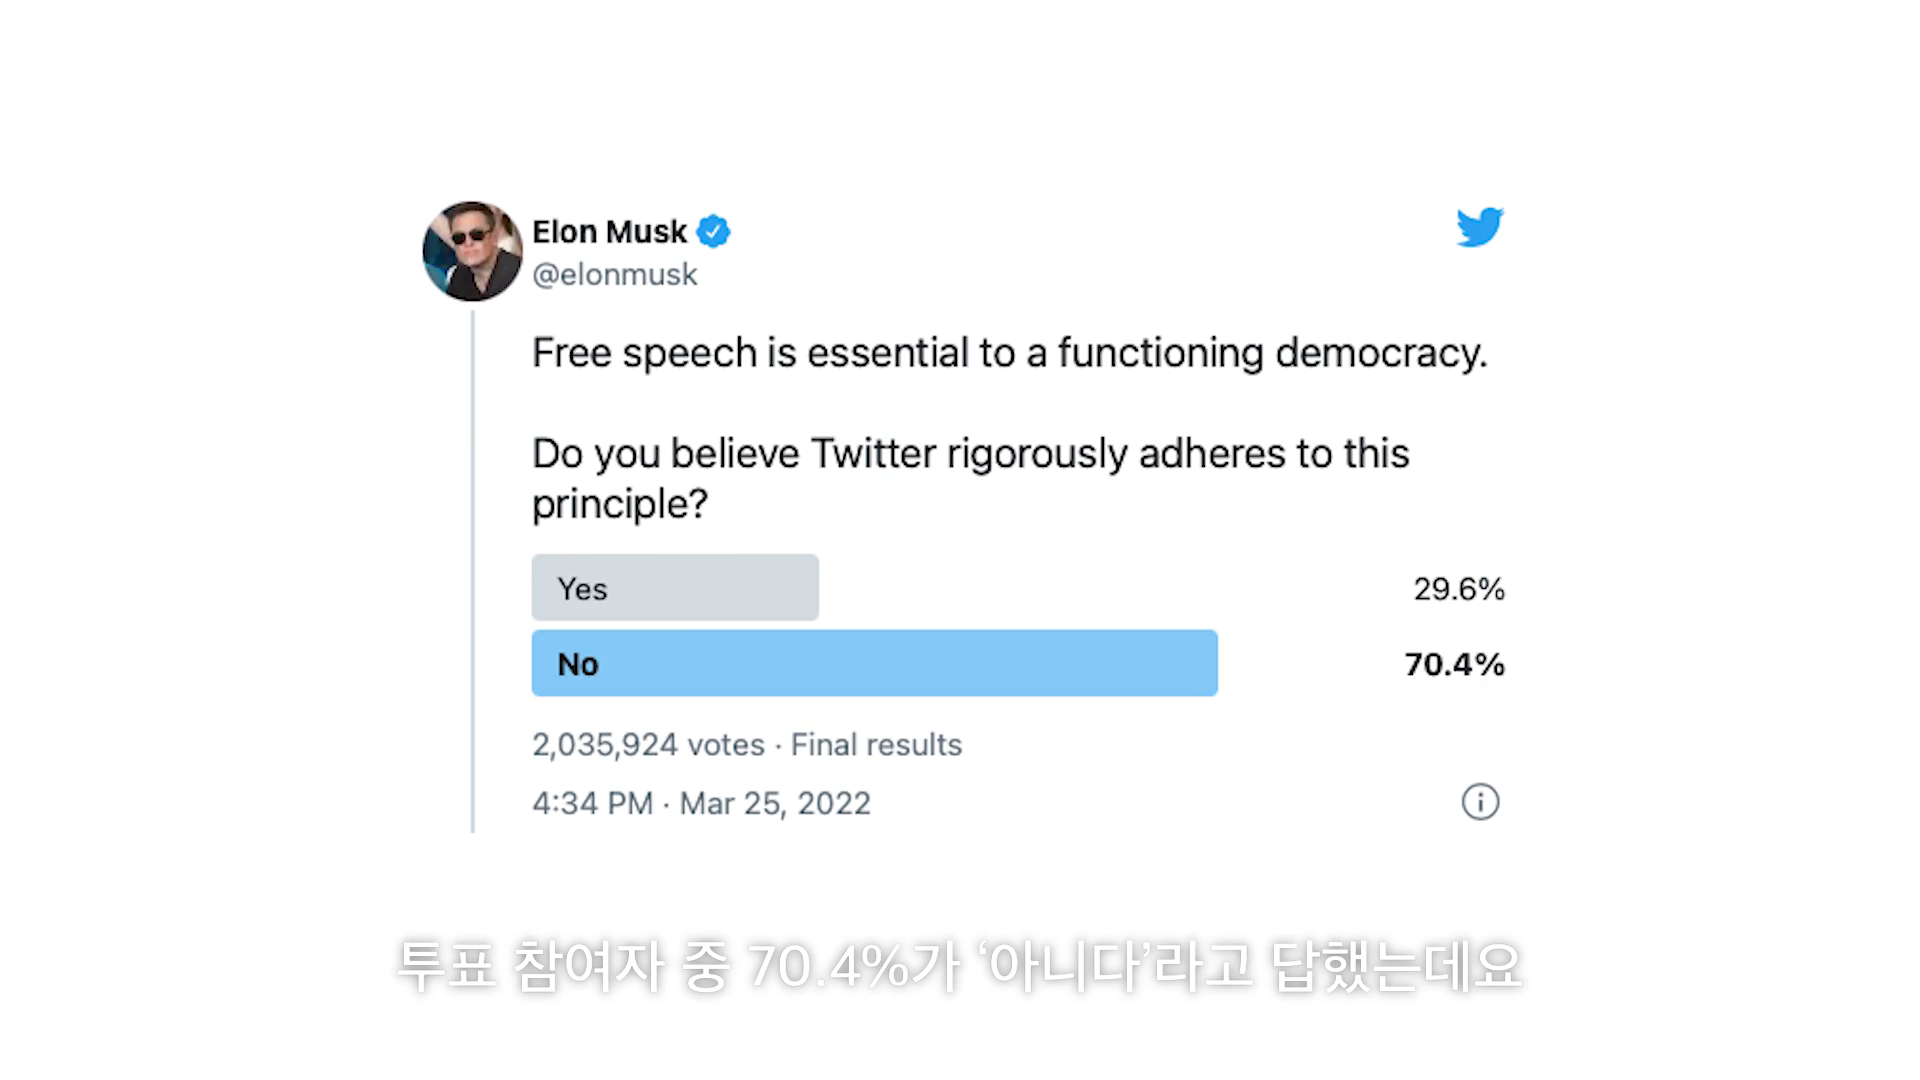 Elon Musk
@elonmusk
Free speech is essential to a functioning democracy.
Do you believe Twitter rigorously adheres to this
principle?
Yes 29.6%
No 70.4%
2,035,924 votes · Final results
4:34 PM · Mar 25, 2022
투표 참여자 중 70.4%가 ‘아니다’라고 답했는데요